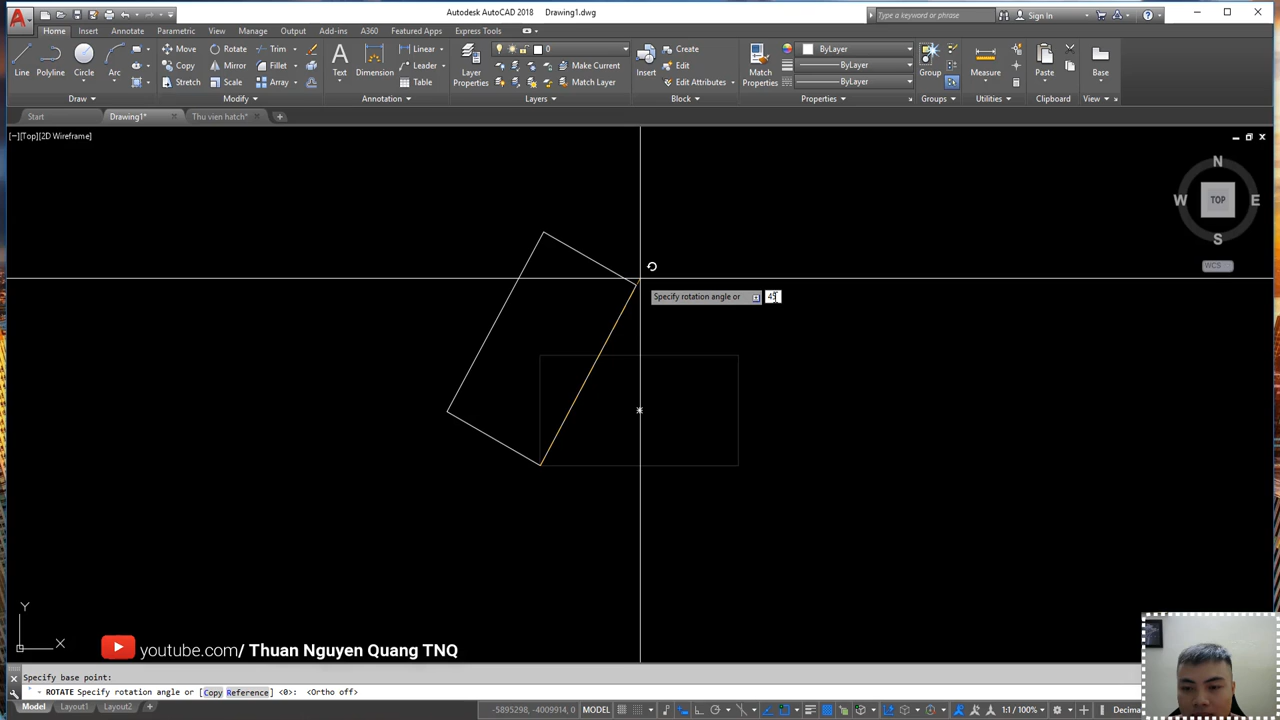 Autodesk AutoCAD 2018 Drawing1.dwg
Type a keyword or phrase
Sign In
Home Insert Annotate Parametric View Manage Output Add-ins A360 Featured Apps Express Tools
Line
Polyline
Circle
Arc
Move
Rotate
Trim
Copy
Mirror
Fillet
Stretch
Scale
Array
Text
Dimension
Linear
Leader
Table
Layer
Properties
0
Make Current
Match Layer
Insert
Create
Edit
Edit Attributes
Match
Properties
ByLayer
ByLayer
ByLayer
Group
Measure
Paste
Base
Draw Modify Annotation Layers Block Properties Groups Utilities Clipboard View
Start Drawing1* Thu vien hatch*
[−][Top][2D Wireframe]
N
W TOP E
S
WCS
Specify rotation angle or 45
Y
X
youtube.com/ Thuan Nguyen Quang TNQ
Specify base point:
ROTATE Specify rotation angle or [Copy Reference] <0>: <Ortho off>
Model Layout1 Layout2
-5895298, -4009914, 0 MODEL
1:1 / 100%
Decima